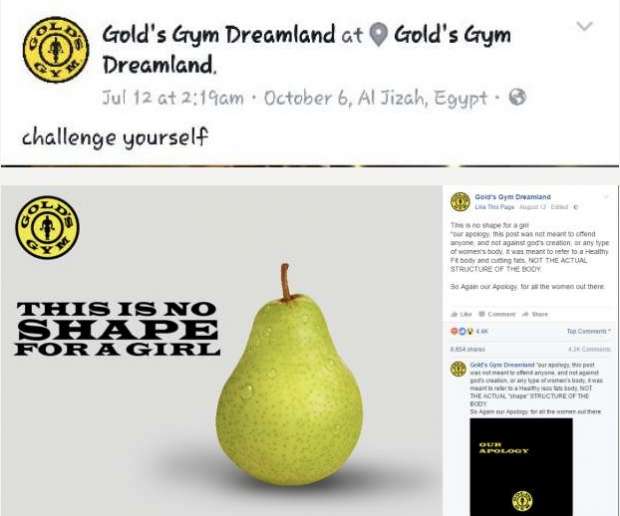 GOLD'S GYM
Gold's Gym Dreamland at Gold's Gym
Dreamland.
Jul 12 at 2:19am · October 6, Al Jizah, Egypt ·
challenge yourself
GOLD'S GYM
THIS IS NO
SHAPE
FOR A GIRL
Gold's Gym Dreamland
Like This Page · August 13 · Edited ·
This is no shape for a girl
"our apology, this post was not meant to offend
anyone, and not against god's creation, or any type
of women's body, it was meant to refer to a Healthy
Fit body and cutting fats, NOT THE ACTUAL
STRUCTURE OF THE BODY
So Again our Apology, for all the women out there
Like Comment Share
4.4K Top Comments
6,854 shares
Comments
Gold's Gym Dreamland "our apology, this post
was not meant to offend anyone, and not against
god's creation, or any type of women's body, it was
meant to refer to a Healthy less fats body, NOT
THE ACTUAL "shape" STRUCTURE OF THE
BODY
So Again our Apology for all the women out there
OUR
APOLOGY